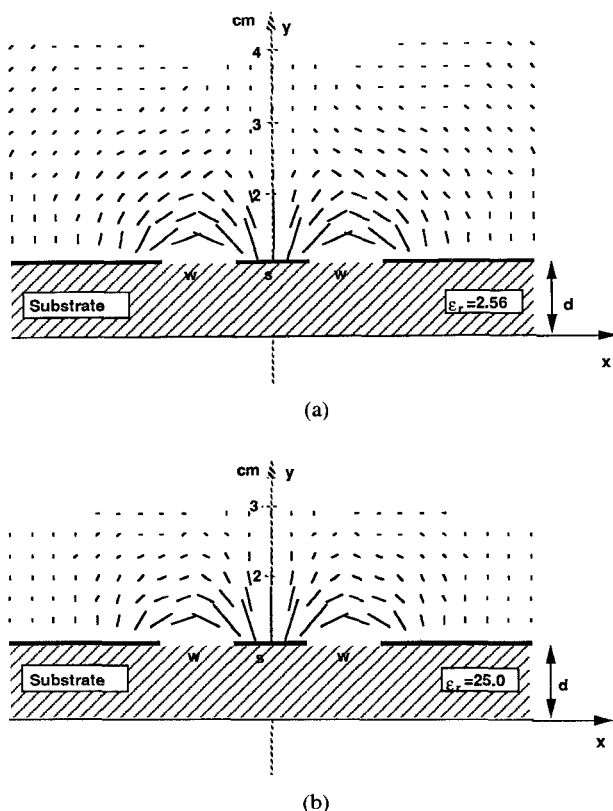 cm y
4
3
2
w s w
Substrate
εr=2.56
d
x
(a)
cm y
3
2
w s w
Substrate
εr=25.0
d
x
(b)